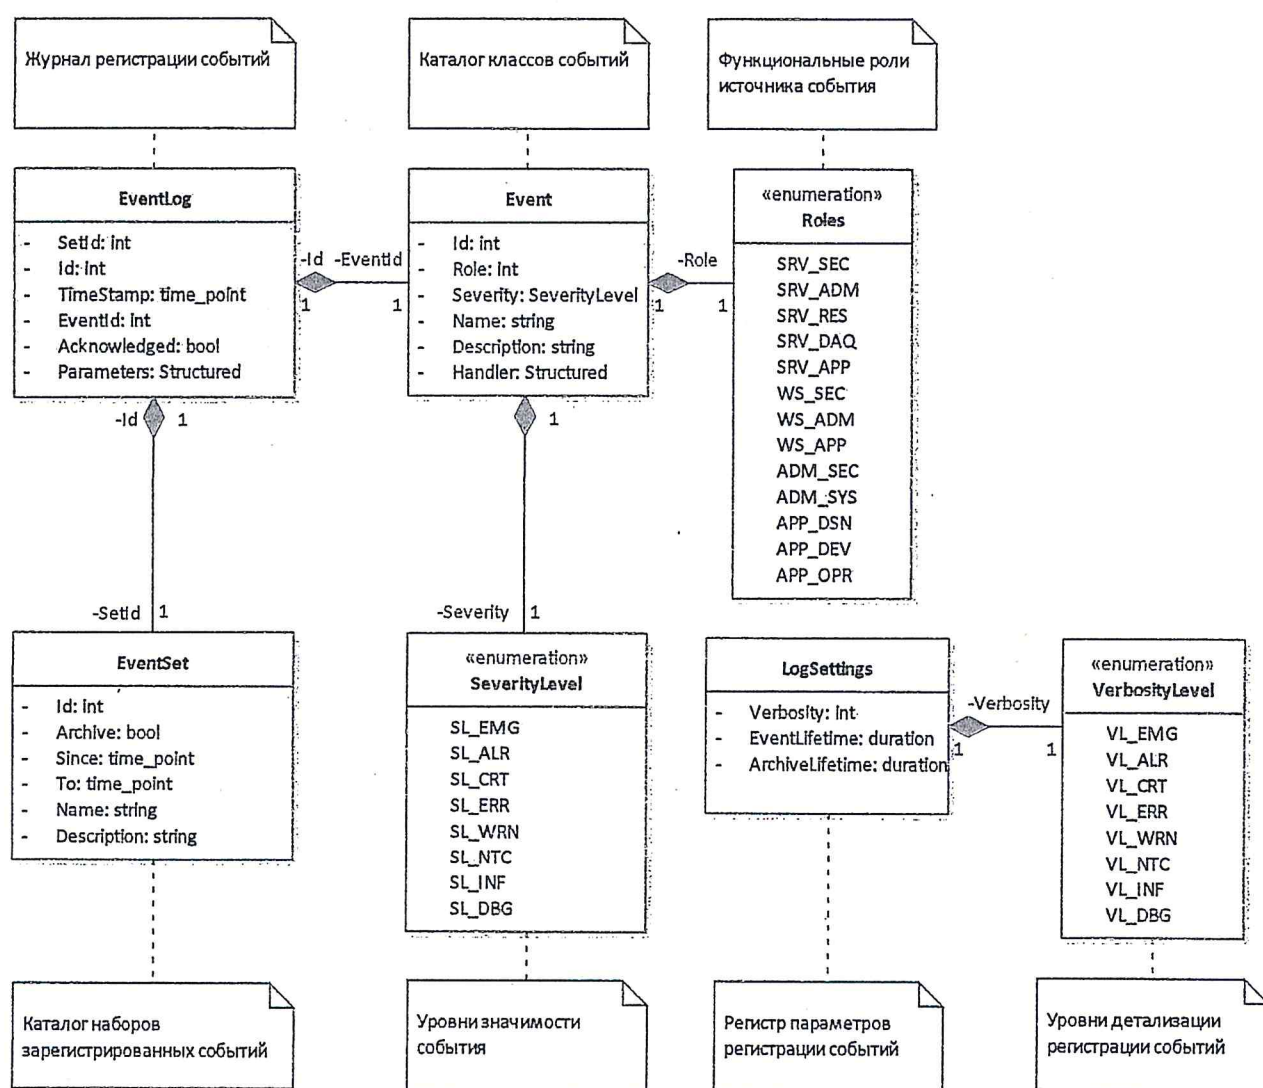 Журнал регистрации событий
Каталог классов событий
Функциональные роли
источника события
EventLog
- SetId: int
- Id: int
- TimeStamp: time_point
- EventId: int
- Acknowledged: bool
- Parameters: Structured
-Id
1
-EventId
1
Event
- Id: int
- Role: int
- Severity: SeverityLevel
- Name: string
- Description: string
- Handler: Structured
1
-Role
1
«enumeration»
Roles
SRV_SEC
SRV_ADM
SRV_RES
SRV_DAQ
SRV_APP
WS_SEC
WS_ADM
WS_APP
ADM_SEC
ADM_SYS
APP_DSN
APP_DEV
APP_OPR
-Id 1
-SetId 1
1
-Severity 1
EventSet
- Id: int
- Archive: bool
- Since: time_point
- To: time_point
- Name: string
- Description: string
«enumeration»
SeverityLevel
SL_EMG
SL_ALR
SL_CRT
SL_ERR
SL_WRN
SL_NTC
SL_INF
SL_DBG
LogSettings
- Verbosity: int
- EventLifetime: duration
- ArchiveLifetime: duration
1
-Verbosity
1
«enumeration»
VerbosityLevel
VL_EMG
VL_ALR
VL_CRT
VL_ERR
VL_WRN
VL_NTC
VL_INF
VL_DBG
Каталог наборов
зарегистрированных событий
Уровни значимости
события
Регистр параметров
регистрации событий
Уровни детализации
регистрации событий